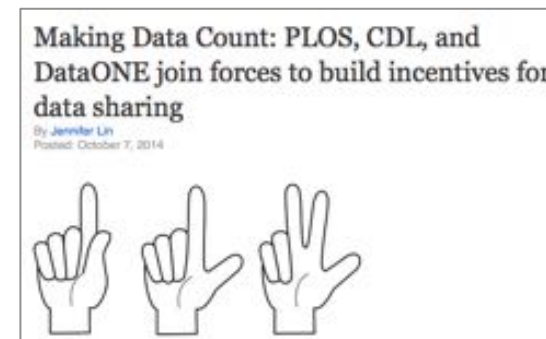 Making Data Count: PLOS, CDL, and
DataONE join forces to build incentives for
data sharing
By Jennifer Lin
Posted: October 7, 2014